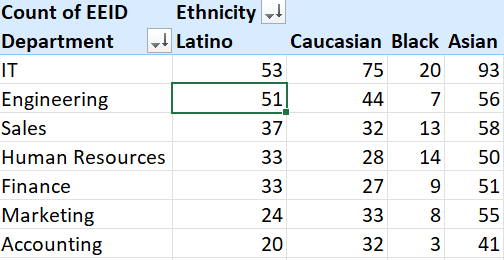 Count of EEID Ethnicity
Department Latino Caucasian Black Asian
IT 53 75 20 93
Engineering 51 44 7 56
Sales 37 32 13 58
Human Resources 33 28 14 50
Finance 33 27 9 51
Marketing 24 33 8 55
Accounting 20 32 3 41